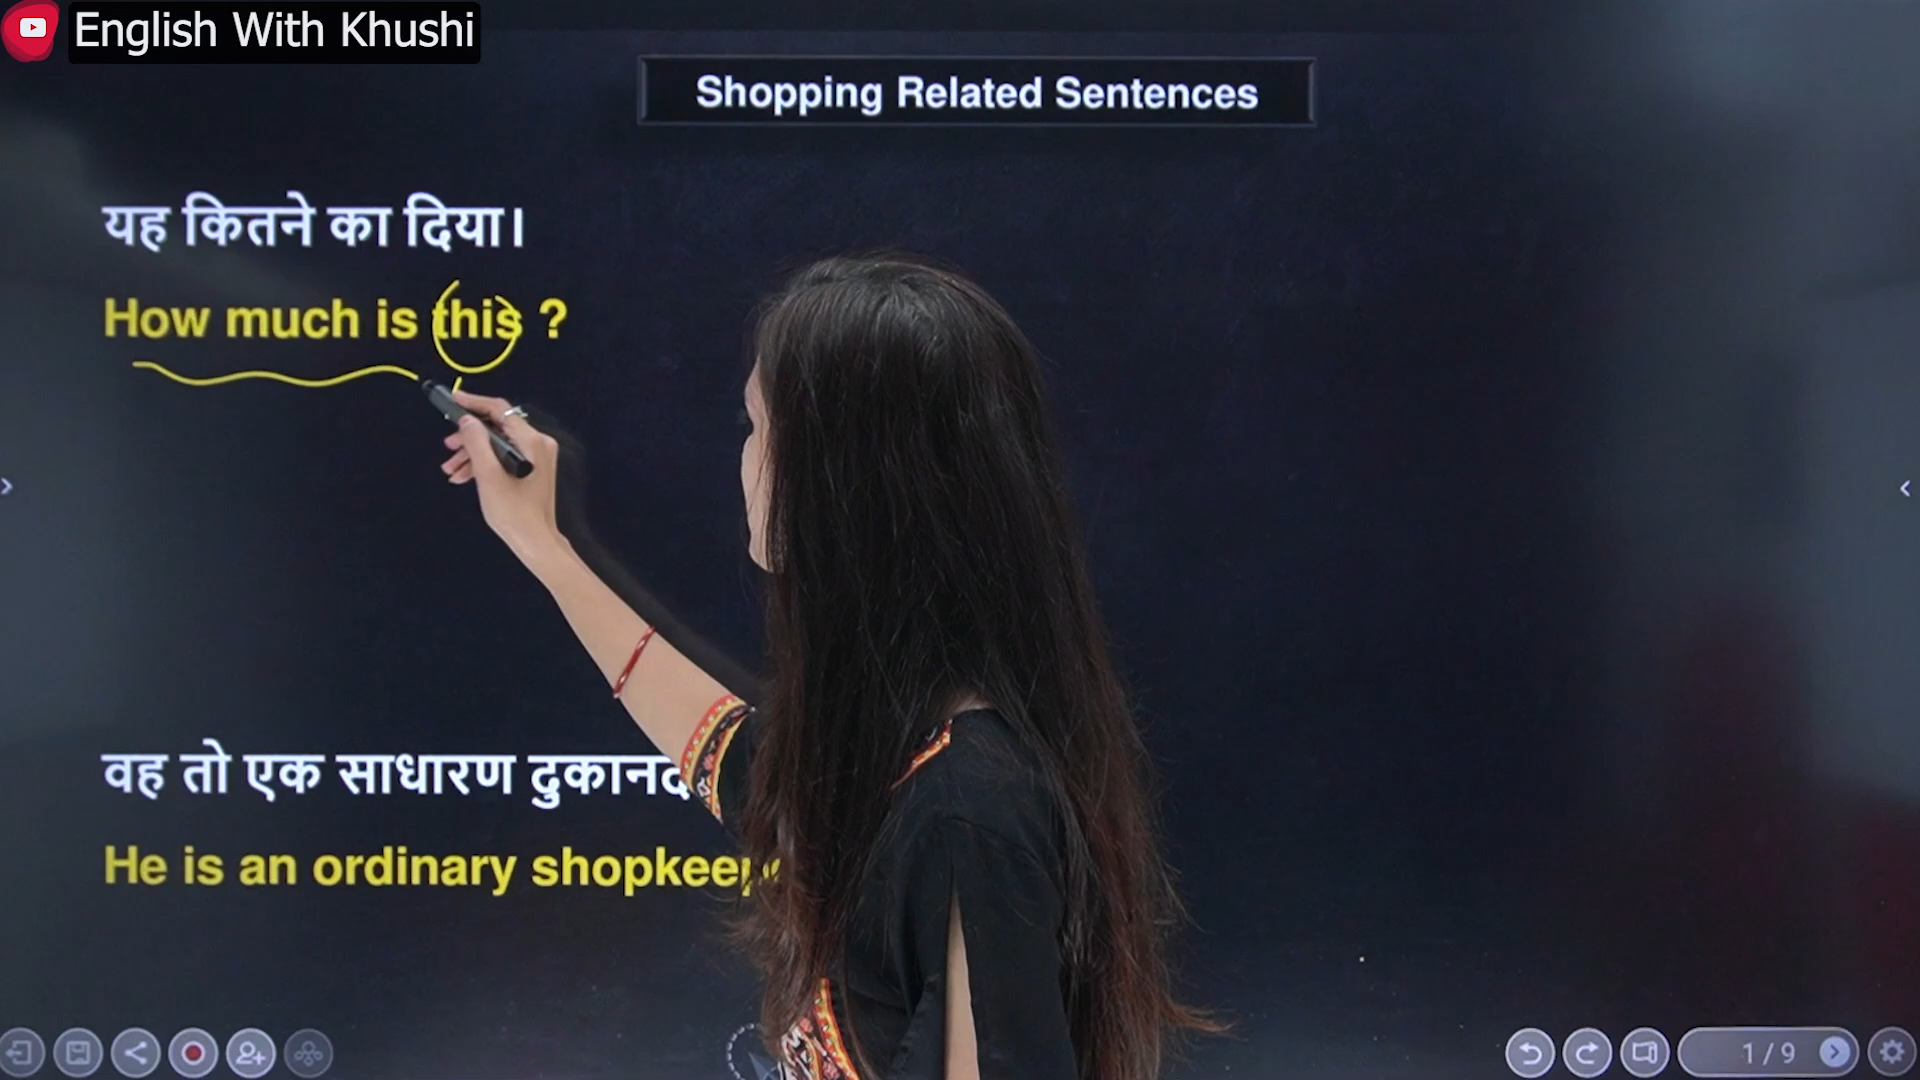 English With Khushi
Shopping Related Sentences
यह कितने का दिया।
How much is this ?
वह तो एक साधारण
He is an ordinary
1 / 9